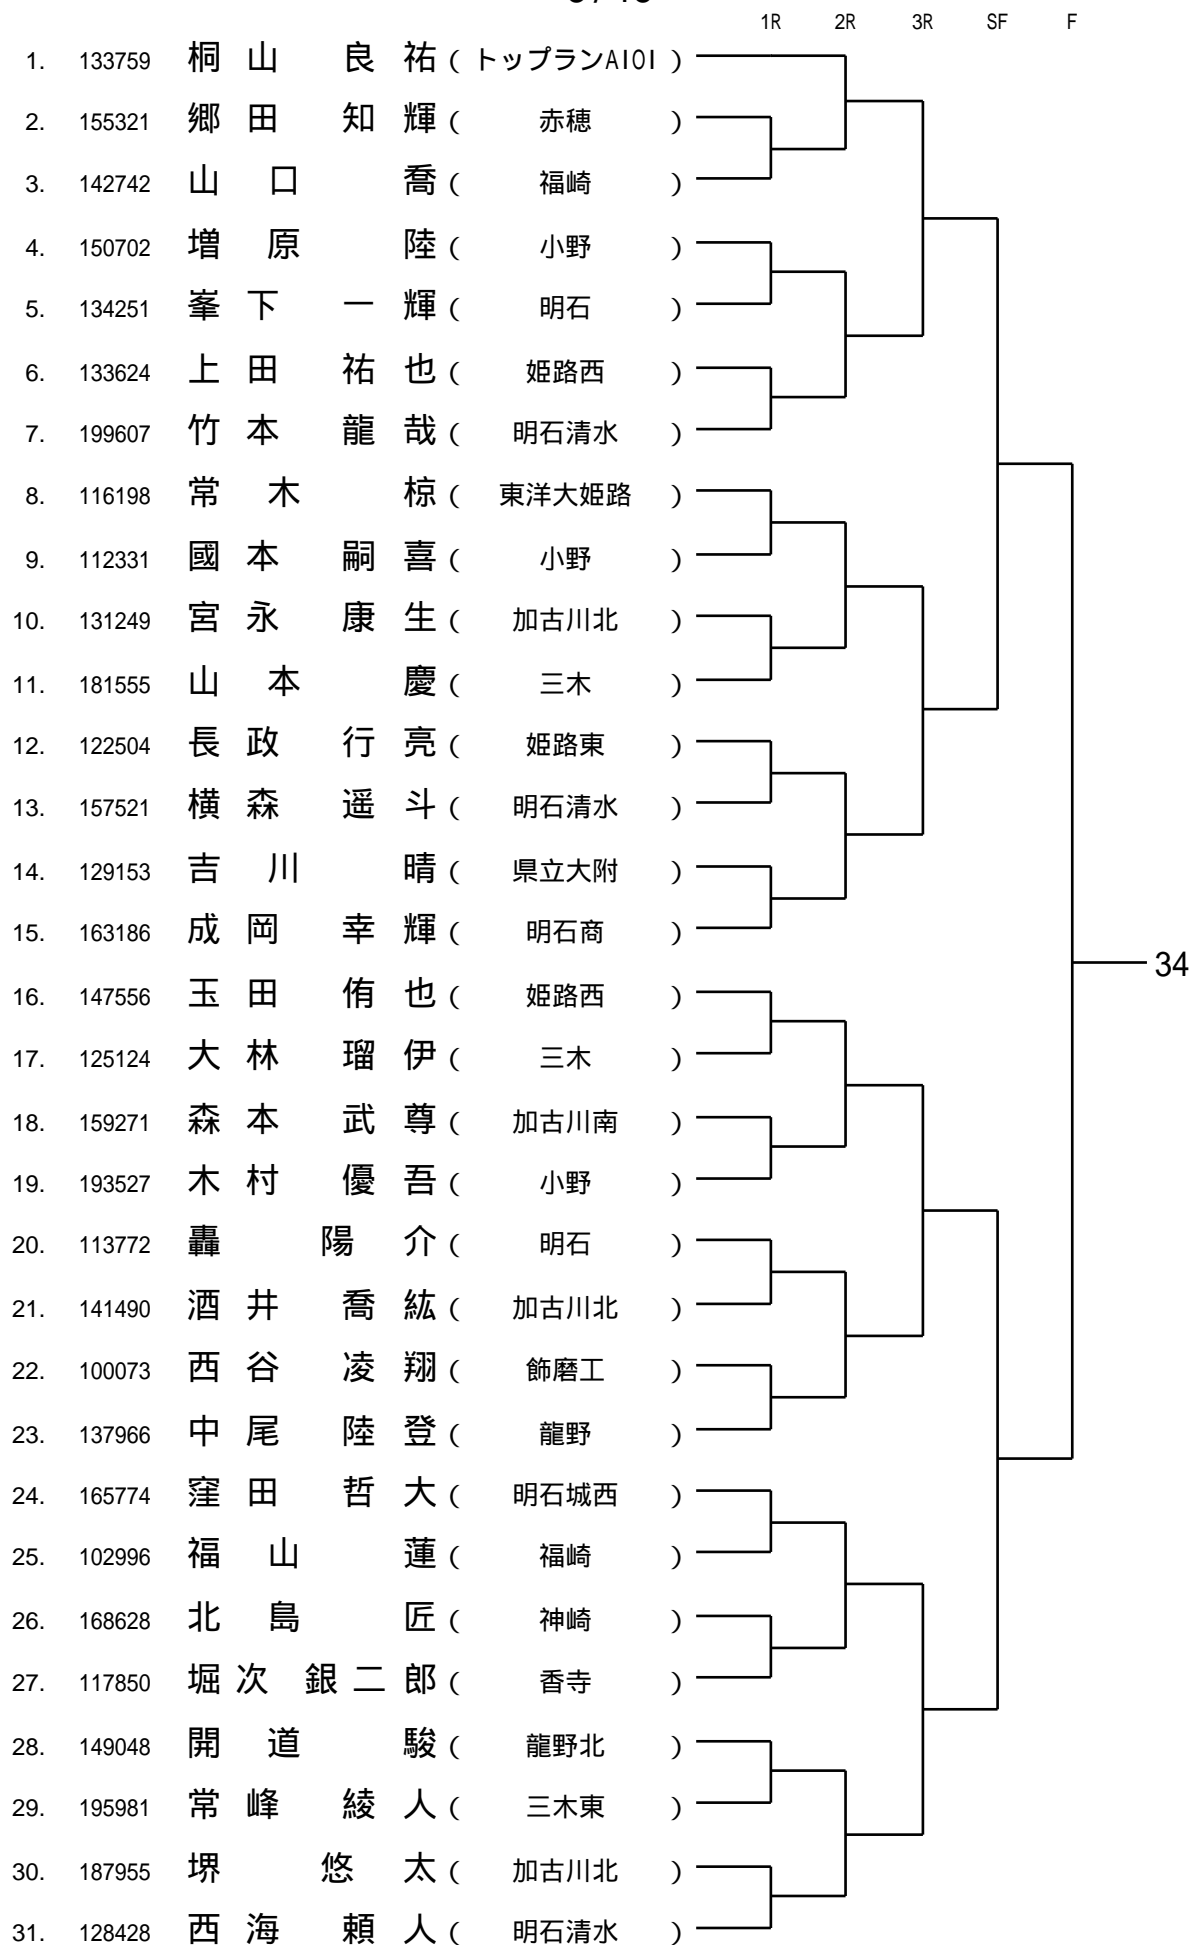 1R 2R 3R SF F
1. 133759 桐山 良祐 (トップランAIOI)
2. 155321 郷田 知輝 (赤穂)
3. 142742 山口 喬 (福崎)
4. 150702 増原 陸 (小野)
5. 134251 峯下 一輝 (明石)
6. 133624 上田 祐也 (姫路西)
7. 199607 竹本 龍哉 (明石清水)
8. 116198 常木 椋 (東洋大姫路)
9. 112331 國本 嗣喜 (小野)
10. 131249 宮永 康生 (加古川北)
11. 181555 山本 慶 (三木)
12. 122504 長政 行亮 (姫路東)
13. 157521 横森 遥斗 (明石清水)
14. 129153 吉川 晴 (県立大附)
15. 163186 成岡 幸輝 (明石商)
34
16. 147556 玉田 侑也 (姫路西)
17. 125124 大林 瑠伊 (三木)
18. 159271 森本 武尊 (加古川南)
19. 193527 木村 優吾 (小野)
20. 113772 轟 陽介 (明石)
21. 141490 酒井 喬紘 (加古川北)
22. 100073 西谷 凌翔 (飾磨工)
23. 137966 中尾 陸登 (龍野)
24. 165774 窪田 哲大 (明石城西)
25. 102996 福山 蓮 (福崎)
26. 168628 北島 匠 (神崎)
27. 117850 堀次 銀二郎 (香寺)
28. 149048 開道 駿 (龍野北)
29. 195981 常峰 綾人 (三木東)
30. 187955 堺 悠太 (加古川北)
31. 128428 西海 頼人 (明石清水)